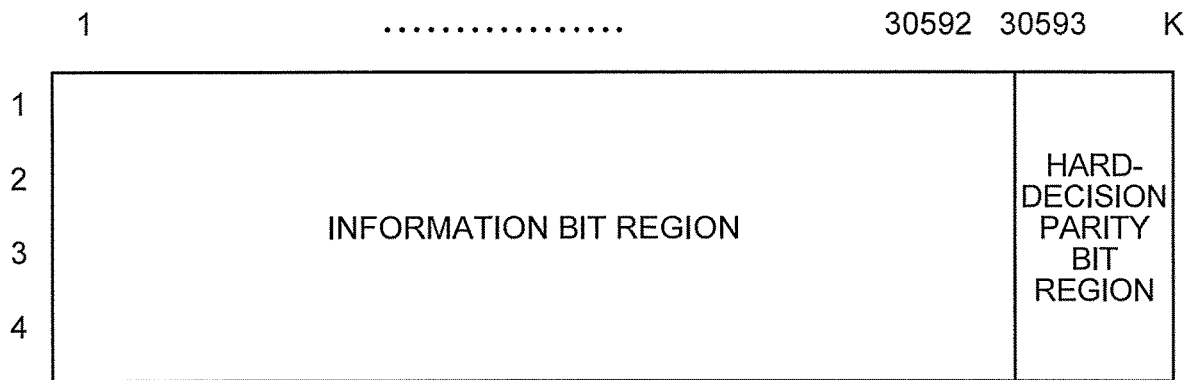 1 ................. 30592 30593 K
1
2
3
4
INFORMATION BIT REGION
HARD-
DECISION
PARITY
BIT
REGION